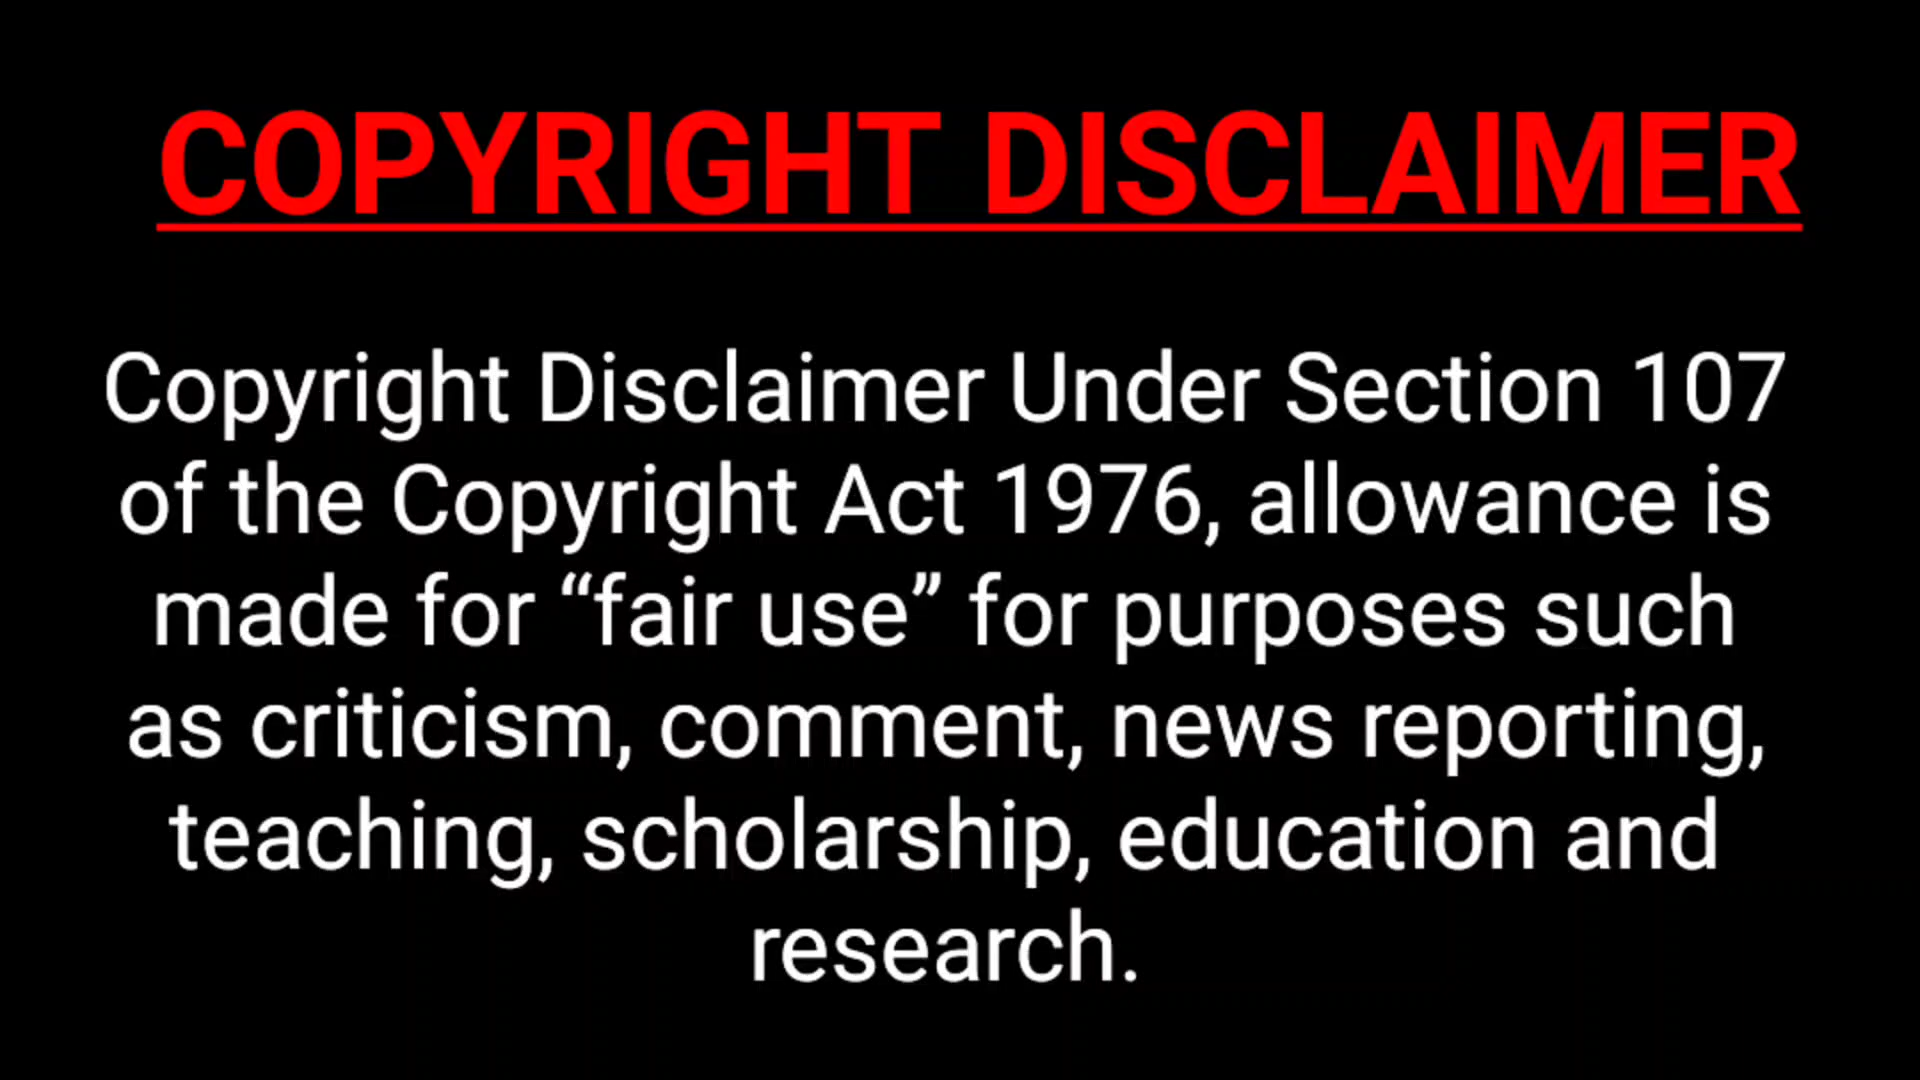 COPYRIGHT DISCLAIMER
Copyright Disclaimer Under Section 107
of the Copyright Act 1976, allowance is
made for “fair use” for purposes such
as criticism, comment, news reporting,
teaching, scholarship, education and
research.